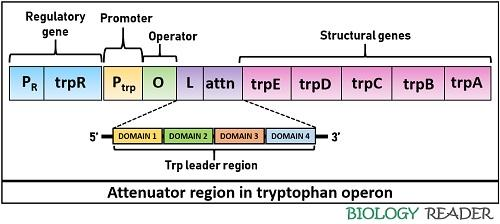 Regulatory gene
Promoter
Operator
Structural genes
PR trpR Ptrp O L attn trpE trpD trpC trpB trpA
5' DOMAIN 1 DOMAIN 2 DOMAIN 3 DOMAIN 4 3'
Trp leader region
Attenuator region in tryptophan operon
BIOLOGY READER